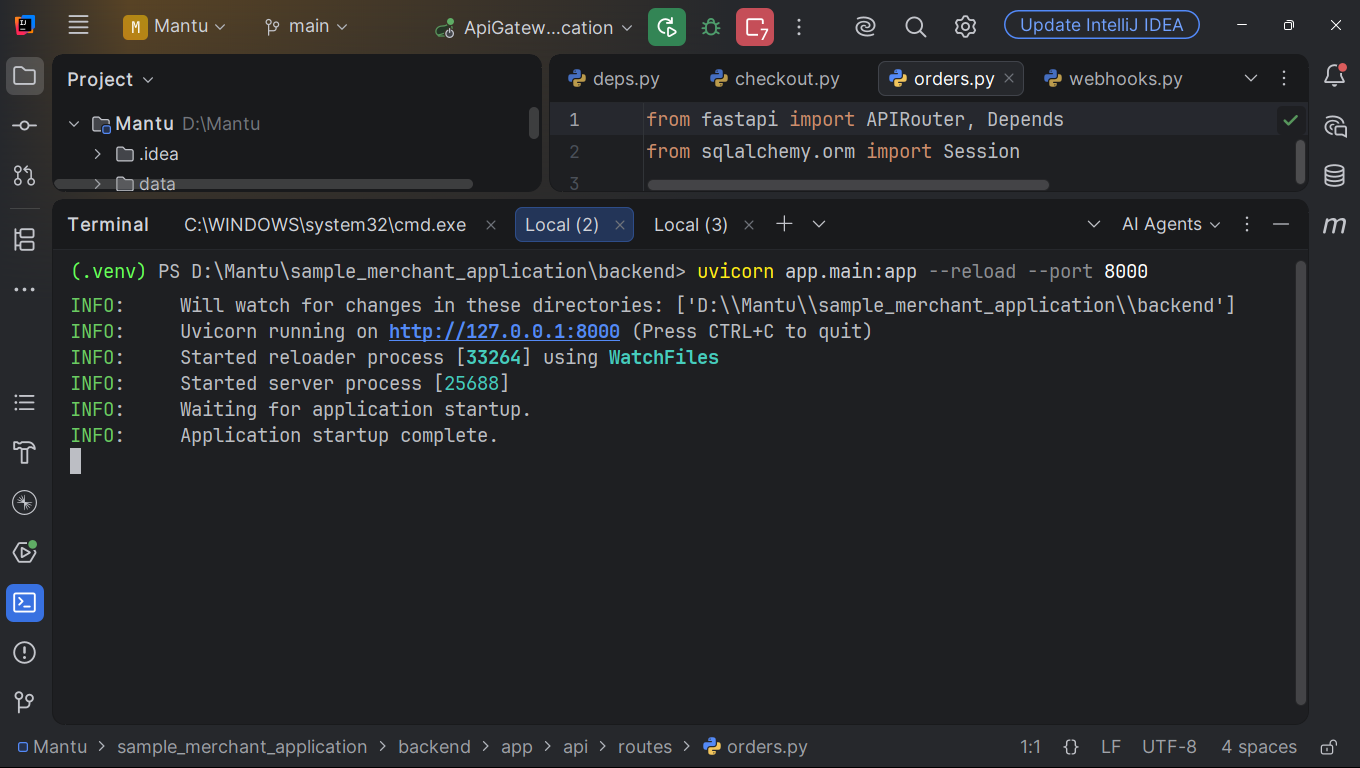 M Mantu main ApiGatew...cation 7 Update IntelliJ IDEA
Project
deps.py checkout.py orders.py webhooks.py
Mantu D:\Mantu
.idea
data
1 from fastapi import APIRouter, Depends
2 from sqlalchemy.orm import Session
3
Terminal C:\WINDOWS\system32\cmd.exe Local (2) Local (3) AI Agents
(.venv) PS D:\Mantu\sample_merchant_application\backend> uvicorn app.main:app --reload --port 8000
INFO: Will watch for changes in these directories: ['D:\\Mantu\\sample_merchant_application\\backend']
INFO: Uvicorn running on http://127.0.0.1:8000 (Press CTRL+C to quit)
INFO: Started reloader process [33264] using WatchFiles
INFO: Started server process [25688]
INFO: Waiting for application startup.
INFO: Application startup complete.
m
Mantu > sample_merchant_application > backend > app > api > routes > orders.py 1:1 {} LF UTF-8 4 spaces